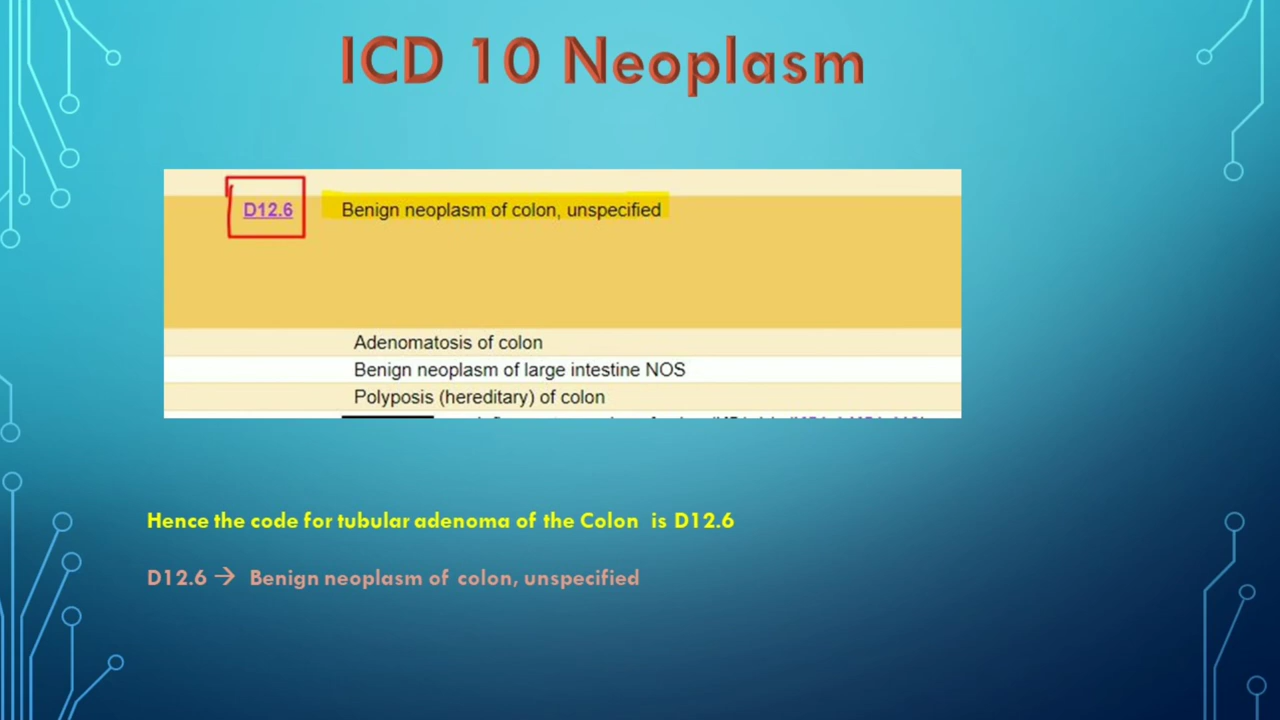 ICD 10 Neoplasm
D12.6 Benign neoplasm of colon, unspecified
Adenomatosis of colon
Benign neoplasm of large intestine NOS
Polyposis (hereditary) of colon
Hence the code for tubular adenoma of the Colon is D12.6
D12.6 → Benign neoplasm of colon, unspecified